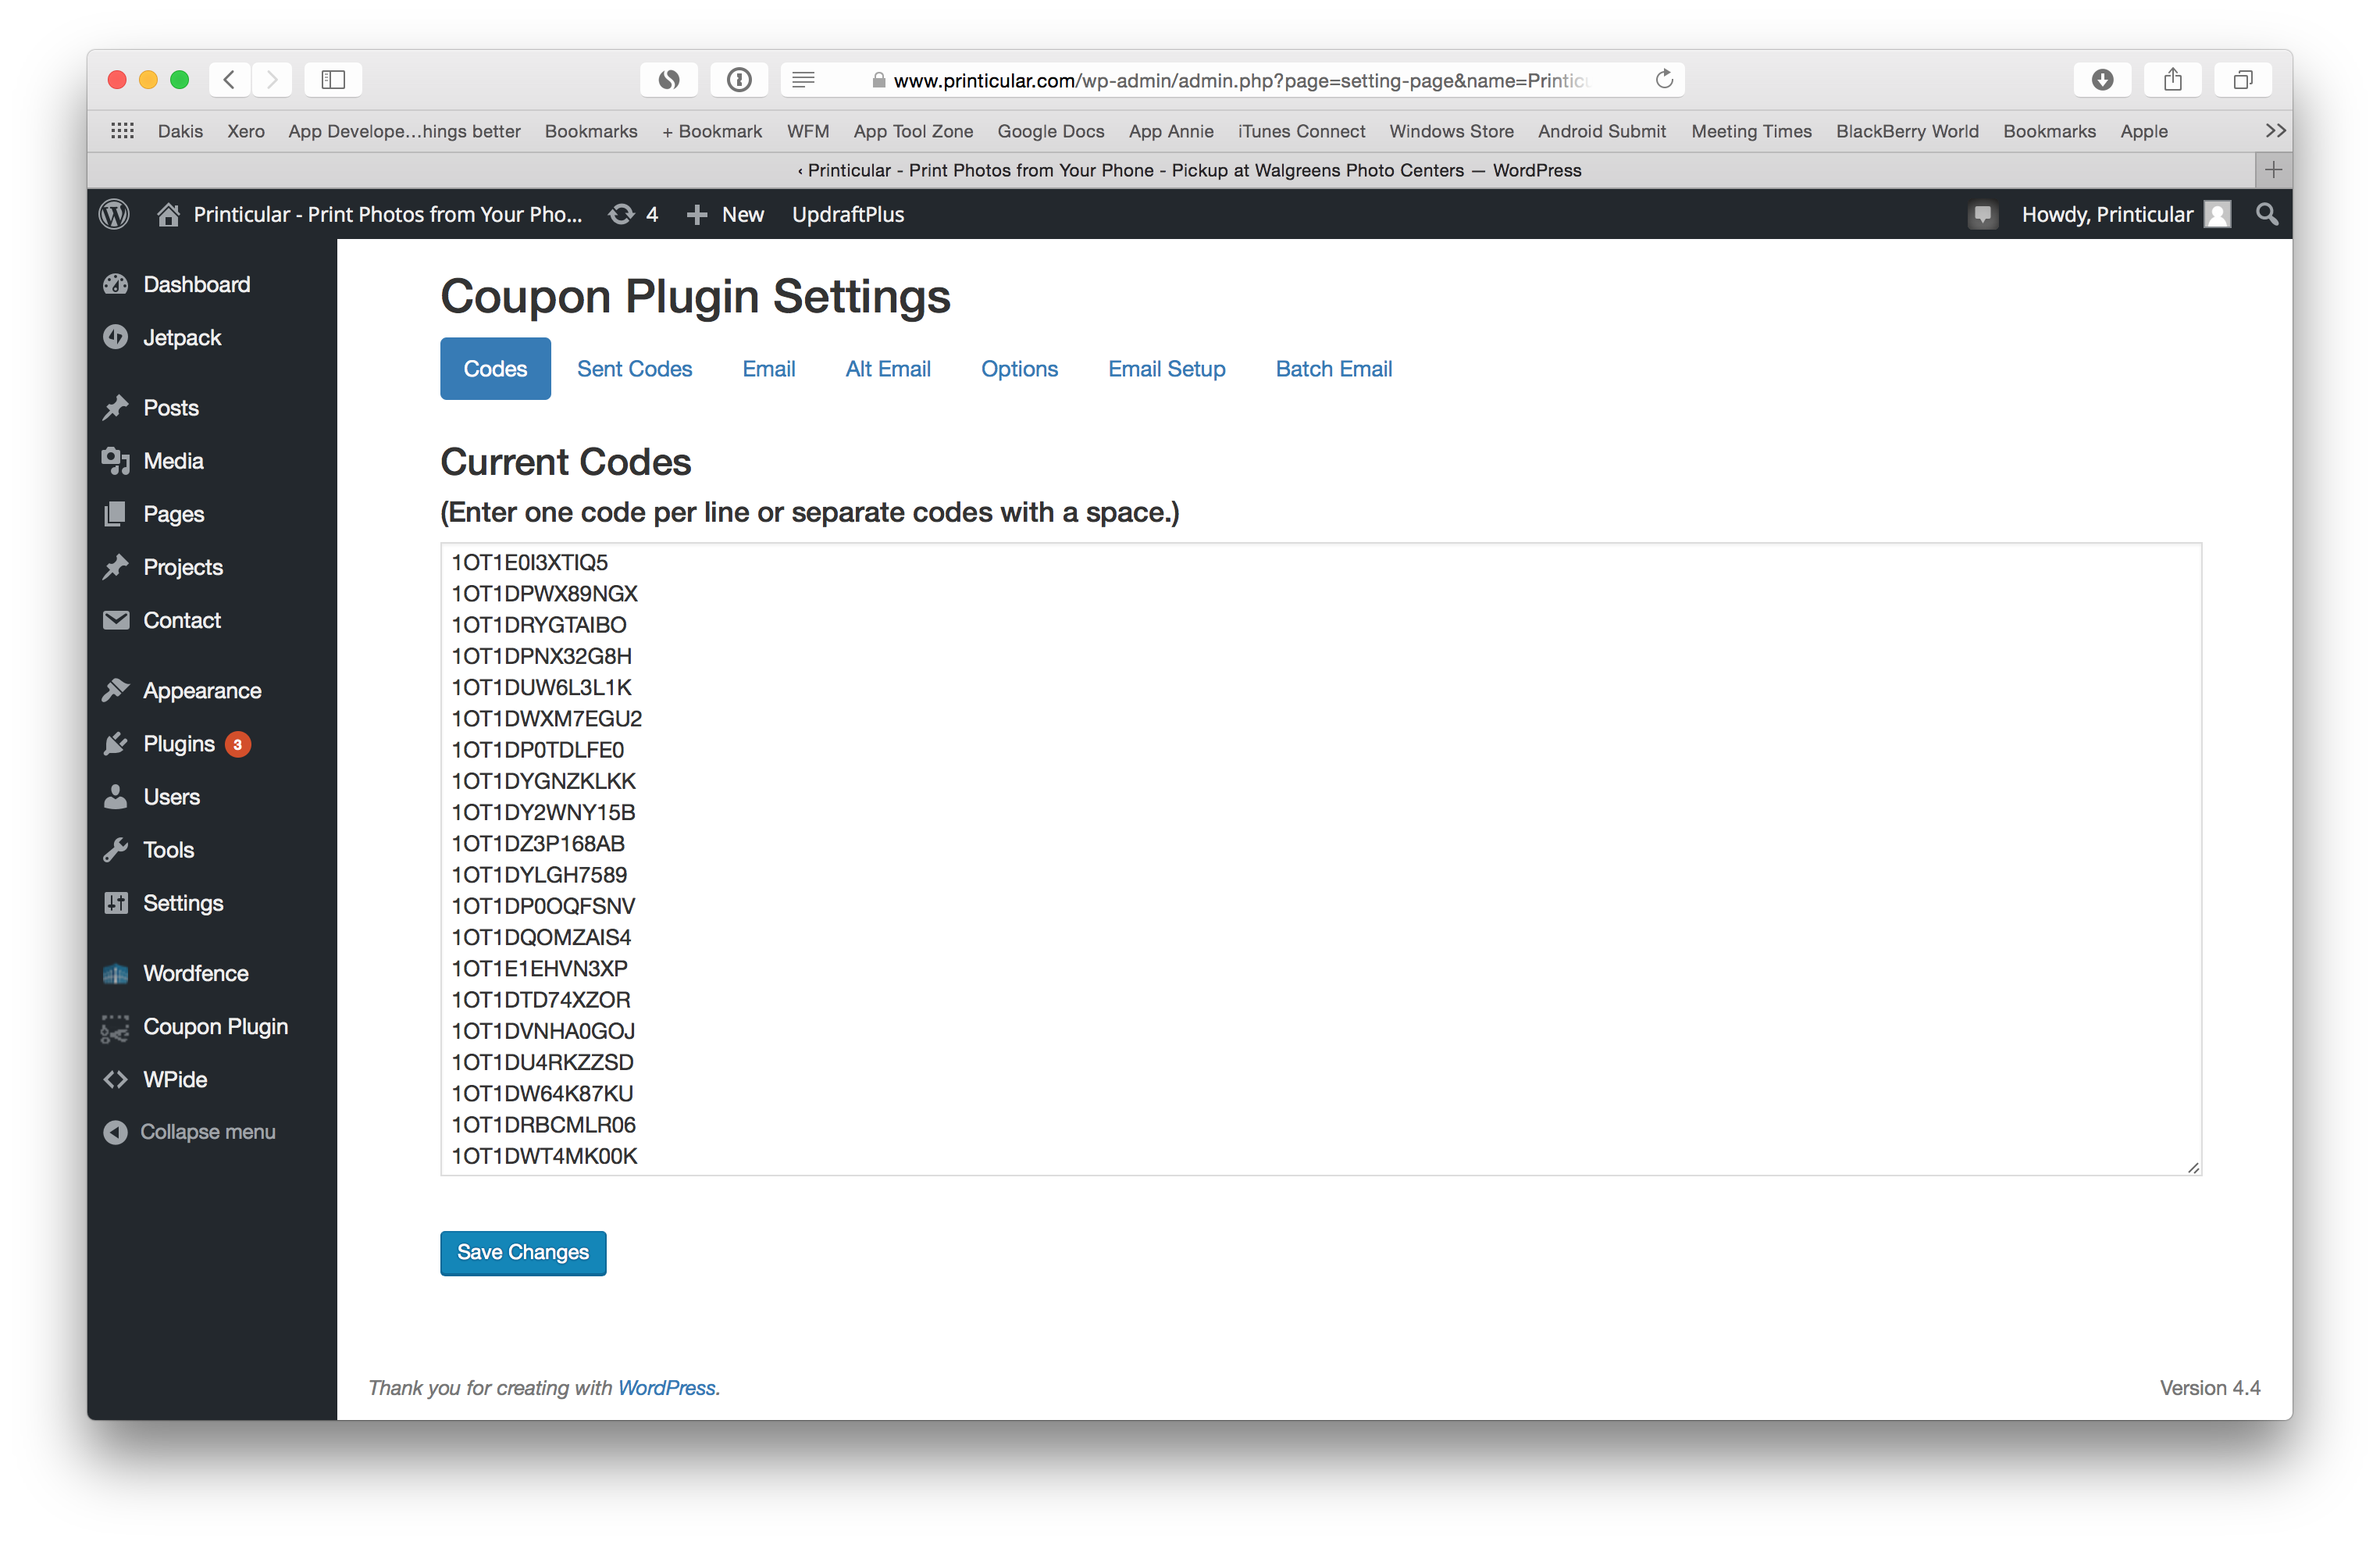 www.printicular.com/wp-admin/admin.php?page=setting-page&name=Printic
Dakis Xero App Develope...hings better Bookmarks + Bookmark WFM App Tool Zone Google Docs App Annie iTunes Connect Windows Store Android Submit Meeting Times BlackBerry World Bookmarks Apple >>
‹ Printicular - Print Photos from Your Phone - Pickup at Walgreens Photo Centers — WordPress
Printicular - Print Photos from Your Pho... 4 + New UpdraftPlus Howdy, Printicular
Dashboard
Jetpack
Posts
Media
Pages
Projects
Contact
Appearance
Plugins 3
Users
Tools
Settings
Wordfence
Coupon Plugin
WPide
Collapse menu
Coupon Plugin Settings
Codes Sent Codes Email Alt Email Options Email Setup Batch Email
Current Codes
(Enter one code per line or separate codes with a space.)
1OT1E0I3XTIQ5
1OT1DPWX89NGX
1OT1DRYGTAIBO
1OT1DPNX32G8H
1OT1DUW6L3L1K
1OT1DWXM7EGU2
1OT1DP0TDLFE0
1OT1DYGNZKLKK
1OT1DY2WNY15B
1OT1DZ3P168AB
1OT1DYLGH7589
1OT1DP0OQFSNV
1OT1DQOMZAIS4
1OT1E1EHVN3XP
1OT1DTD74XZOR
1OT1DVNHA0GOJ
1OT1DU4RKZZSD
1OT1DW64K87KU
1OT1DRBCMLR06
1OT1DWT4MK00K
Save Changes
Thank you for creating with WordPress.
Version 4.4